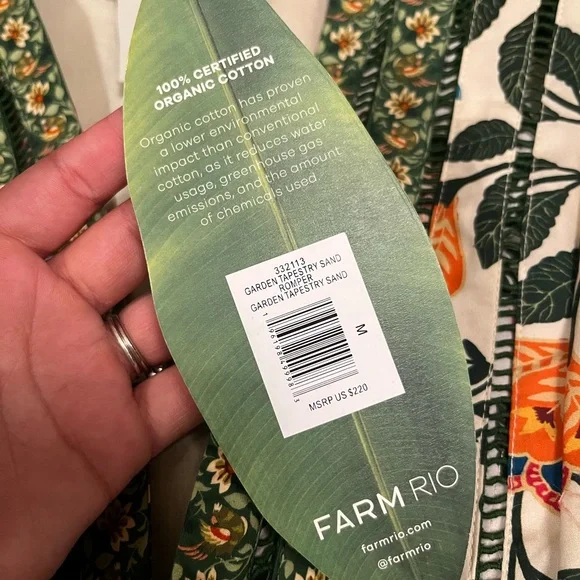 100% CERTIFIED
ORGANIC COTTON
Organic cotton has proven
a lower environmental
impact than conventional
cotton, as it reduces water
usage, greenhouse gas
emissions, and the amount
of chemicals used.
332113
GARDEN TAPESTRY SAND
ROMPER
GARDEN TAPESTRY SAND
M
MSRP US $220
FARM RIO
farmrio.com
@farmrio